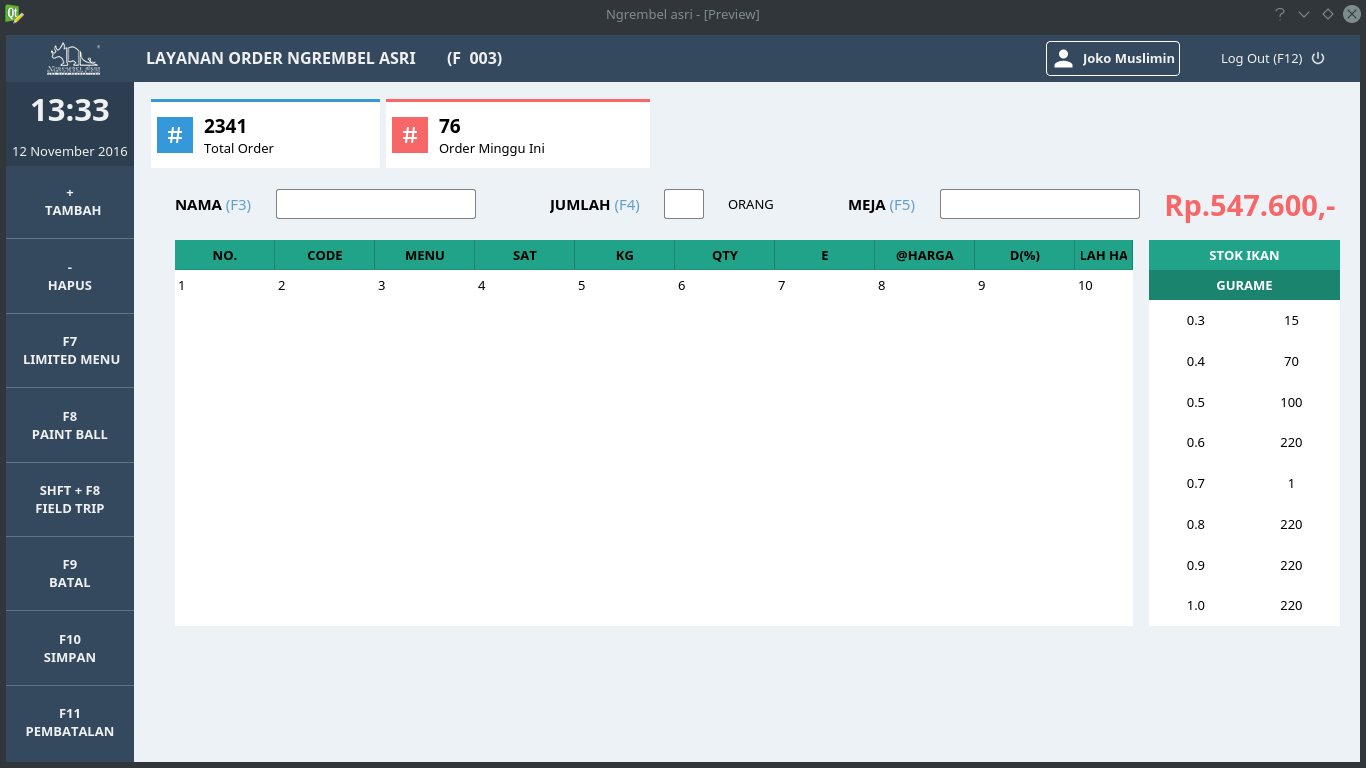 Ngrembel asri - [Preview]
LAYANAN ORDER NGREMBEL ASRI (F 003)
Joko Muslimin
Log Out (F12)
13:33
12 November 2016
+
TAMBAH
-
HAPUS
F7
LIMITED MENU
F8
PAINT BALL
SHFT + F8
FIELD TRIP
F9
BATAL
F10
SIMPAN
F11
PEMBATALAN
# 2341
Total Order
# 76
Order Minggu Ini
NAMA (F3) JUMLAH (F4) ORANG MEJA (F5) Rp.547.600,-
NO. CODE MENU SAT KG QTY E @HARGA D(%) LAH HA
1 2 3 4 5 6 7 8 9 10
STOK IKAN
GURAME
0.3 15
0.4 70
0.5 100
0.6 220
0.7 1
0.8 220
0.9 220
1.0 220